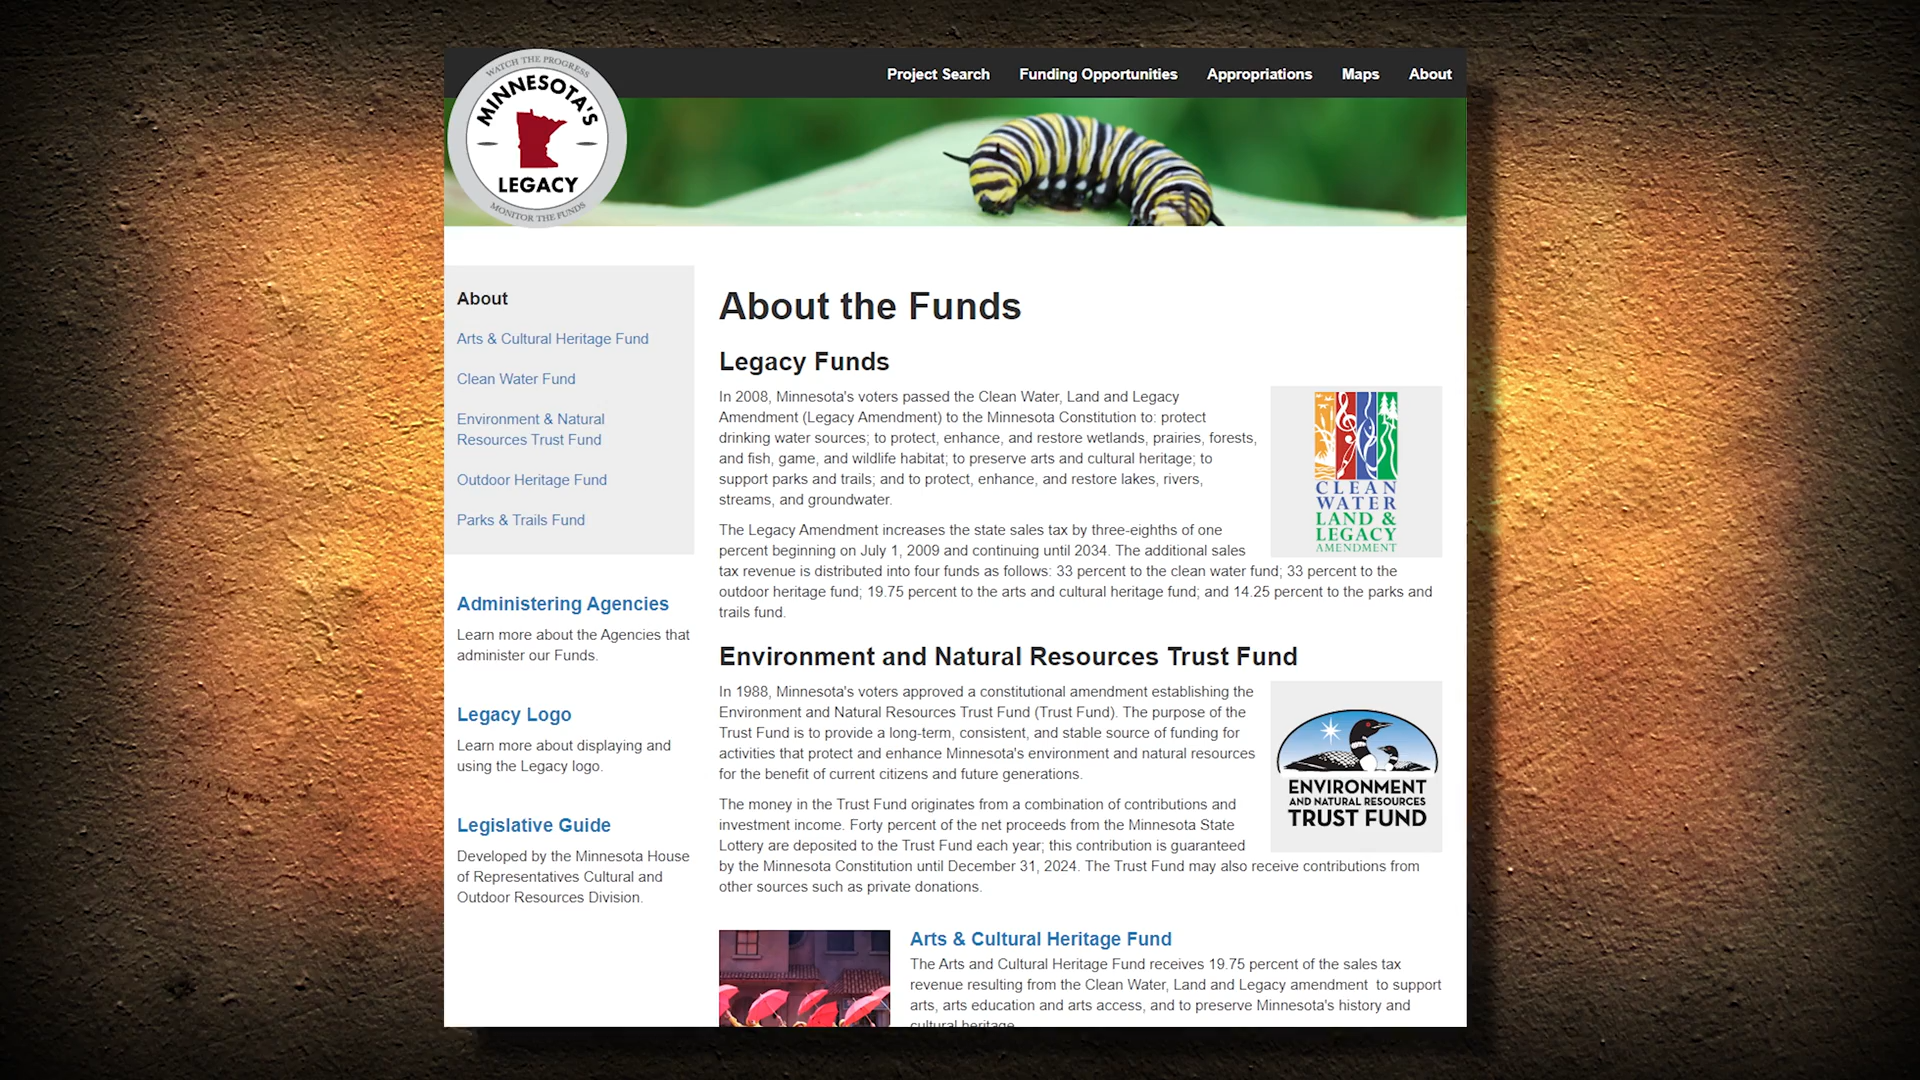 WATCH THE PROGRESS
MINNESOTA'S
LEGACY
MONITOR THE FUNDS
Project Search
Funding Opportunities
Appropriations
Maps
About
About
Arts & Cultural Heritage Fund
Clean Water Fund
Environment & Natural
Resources Trust Fund
Outdoor Heritage Fund
Parks & Trails Fund
Administering Agencies
Learn more about the Agencies that
administer our Funds.
Legacy Logo
Learn more about displaying and
using the Legacy logo.
Legislative Guide
Developed by the Minnesota House
of Representatives Cultural and
Outdoor Resources Division.
About the Funds
Legacy Funds
In 2008, Minnesota's voters passed the Clean Water, Land and Legacy
Amendment (Legacy Amendment) to the Minnesota Constitution to: protect
drinking water sources; to protect, enhance, and restore wetlands, prairies, forests,
and fish, game, and wildlife habitat; to preserve arts and cultural heritage; to
support parks and trails; and to protect, enhance, and restore lakes, rivers,
streams, and groundwater.
The Legacy Amendment increases the state sales tax by three-eighths of one
percent beginning on July 1, 2009 and continuing until 2034. The additional sales
tax revenue is distributed into four funds as follows: 33 percent to the clean water fund; 33 percent to the
outdoor heritage fund; 19.75 percent to the arts and cultural heritage fund; and 14.25 percent to the parks and
trails fund.
CLEAN
WATER
LAND &
LEGACY
AMENDMENT
Environment and Natural Resources Trust Fund
In 1988, Minnesota's voters approved a constitutional amendment establishing the
Environment and Natural Resources Trust Fund (Trust Fund). The purpose of the
Trust Fund is to provide a long-term, consistent, and stable source of funding for
activities that protect and enhance Minnesota's environment and natural resources
for the benefit of current citizens and future generations.
The money in the Trust Fund originates from a combination of contributions and
investment income. Forty percent of the net proceeds from the Minnesota State
Lottery are deposited to the Trust Fund each year; this contribution is guaranteed
by the Minnesota Constitution until December 31, 2024. The Trust Fund may also receive contributions from
other sources such as private donations.
ENVIRONMENT
AND NATURAL RESOURCES
TRUST FUND
Arts & Cultural Heritage Fund
The Arts and Cultural Heritage Fund receives 19.75 percent of the sales tax
revenue resulting from the Clean Water, Land and Legacy amendment to support
arts, arts education and arts access, and to preserve Minnesota's history and
cultural heritage.